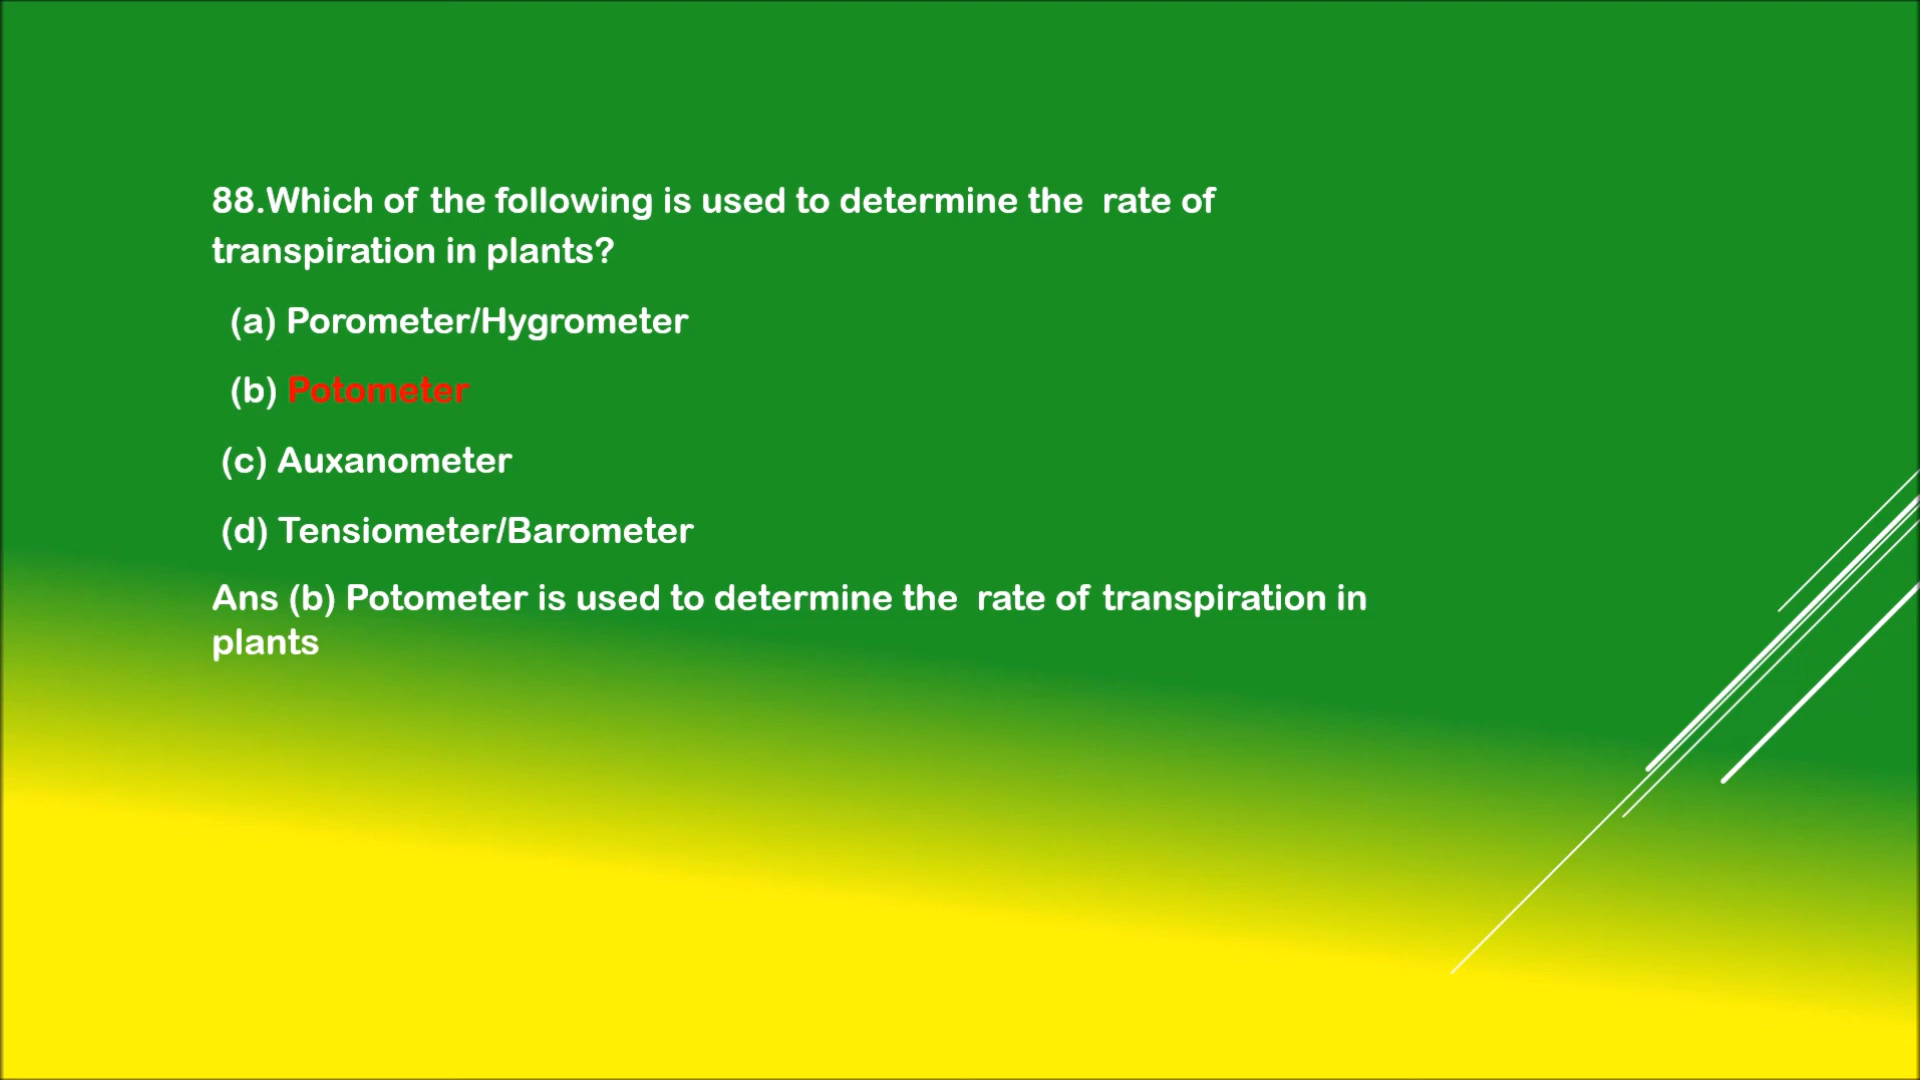 88.Which of the following is used to determine the  rate of
transpiration in plants?
(a) Porometer/Hygrometer
(b) Potometer
(c) Auxanometer
(d) Tensiometer/Barometer
Ans (b) Potometer is used to determine the  rate of transpiration in
plants